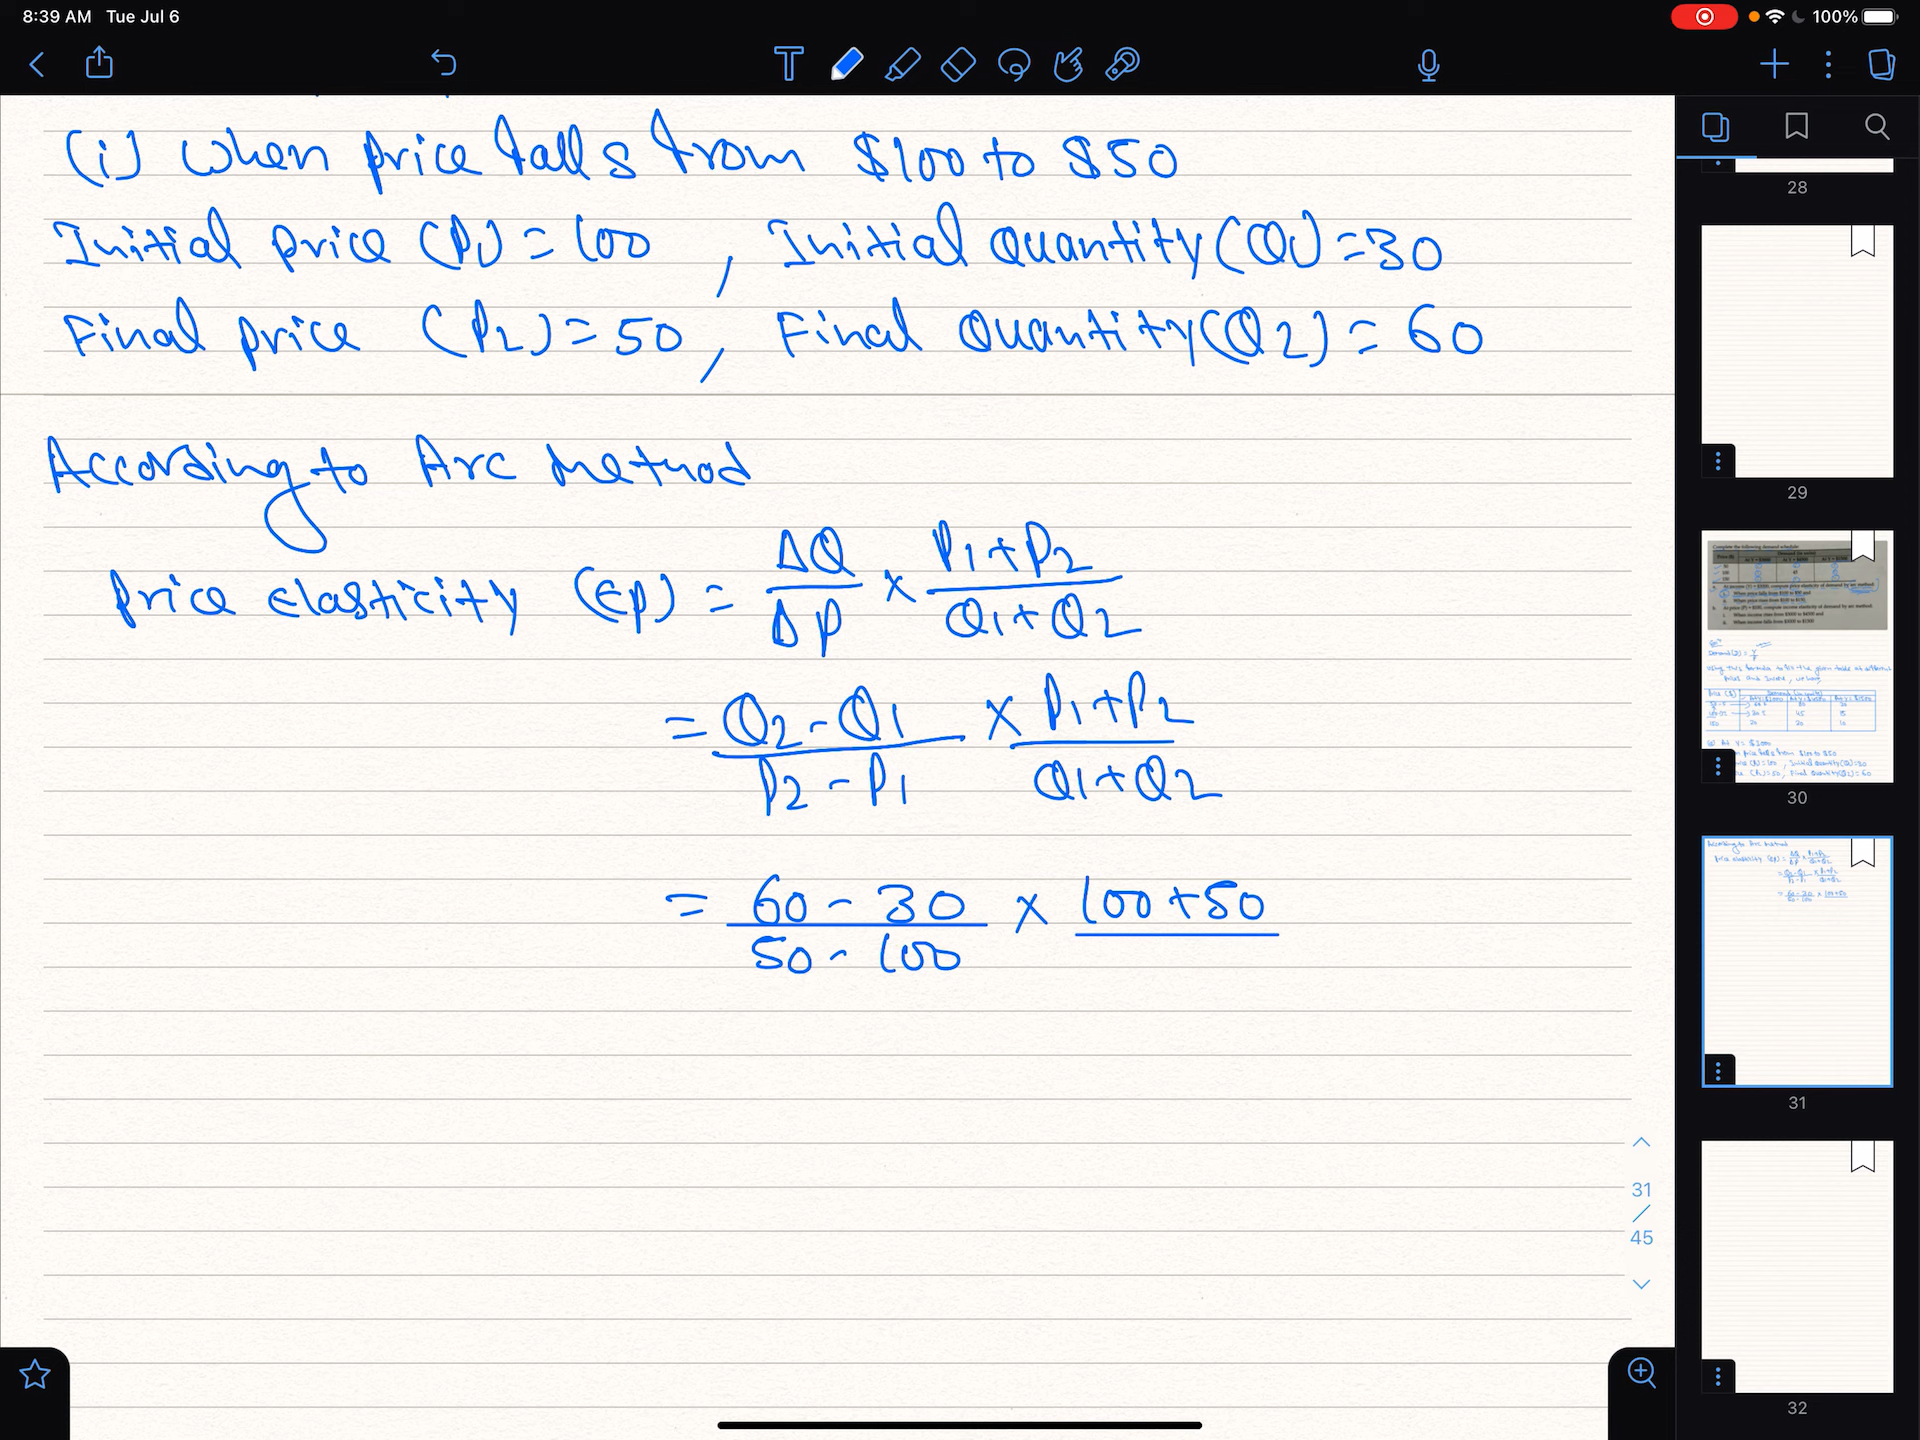 8:39 AM Tue Jul 6
100%
(i) When price falls from $100 to $50
Initial price (P1) = 100 , Initial Quantity (Q1) = 30
Final price (P2) = 50 , Final Quantity (Q2) = 60
According to Arc method
Price elasticity (Ep) = ΔQ/ΔP × P1+P2/Q1+Q2
= Q2-Q1/P2-P1 × P1+P2/Q1+Q2
= 60-30/50-100 × 100+50
28
29
30
31
32
31
/
45